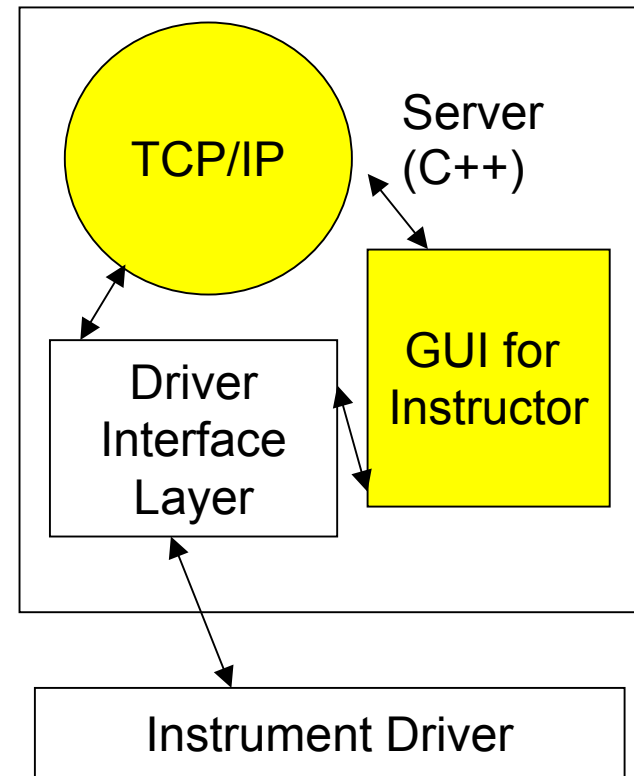 TCP/IP
Server
(C++)
GUI for
Instructor
Driver
Interface
Layer
Instrument Driver